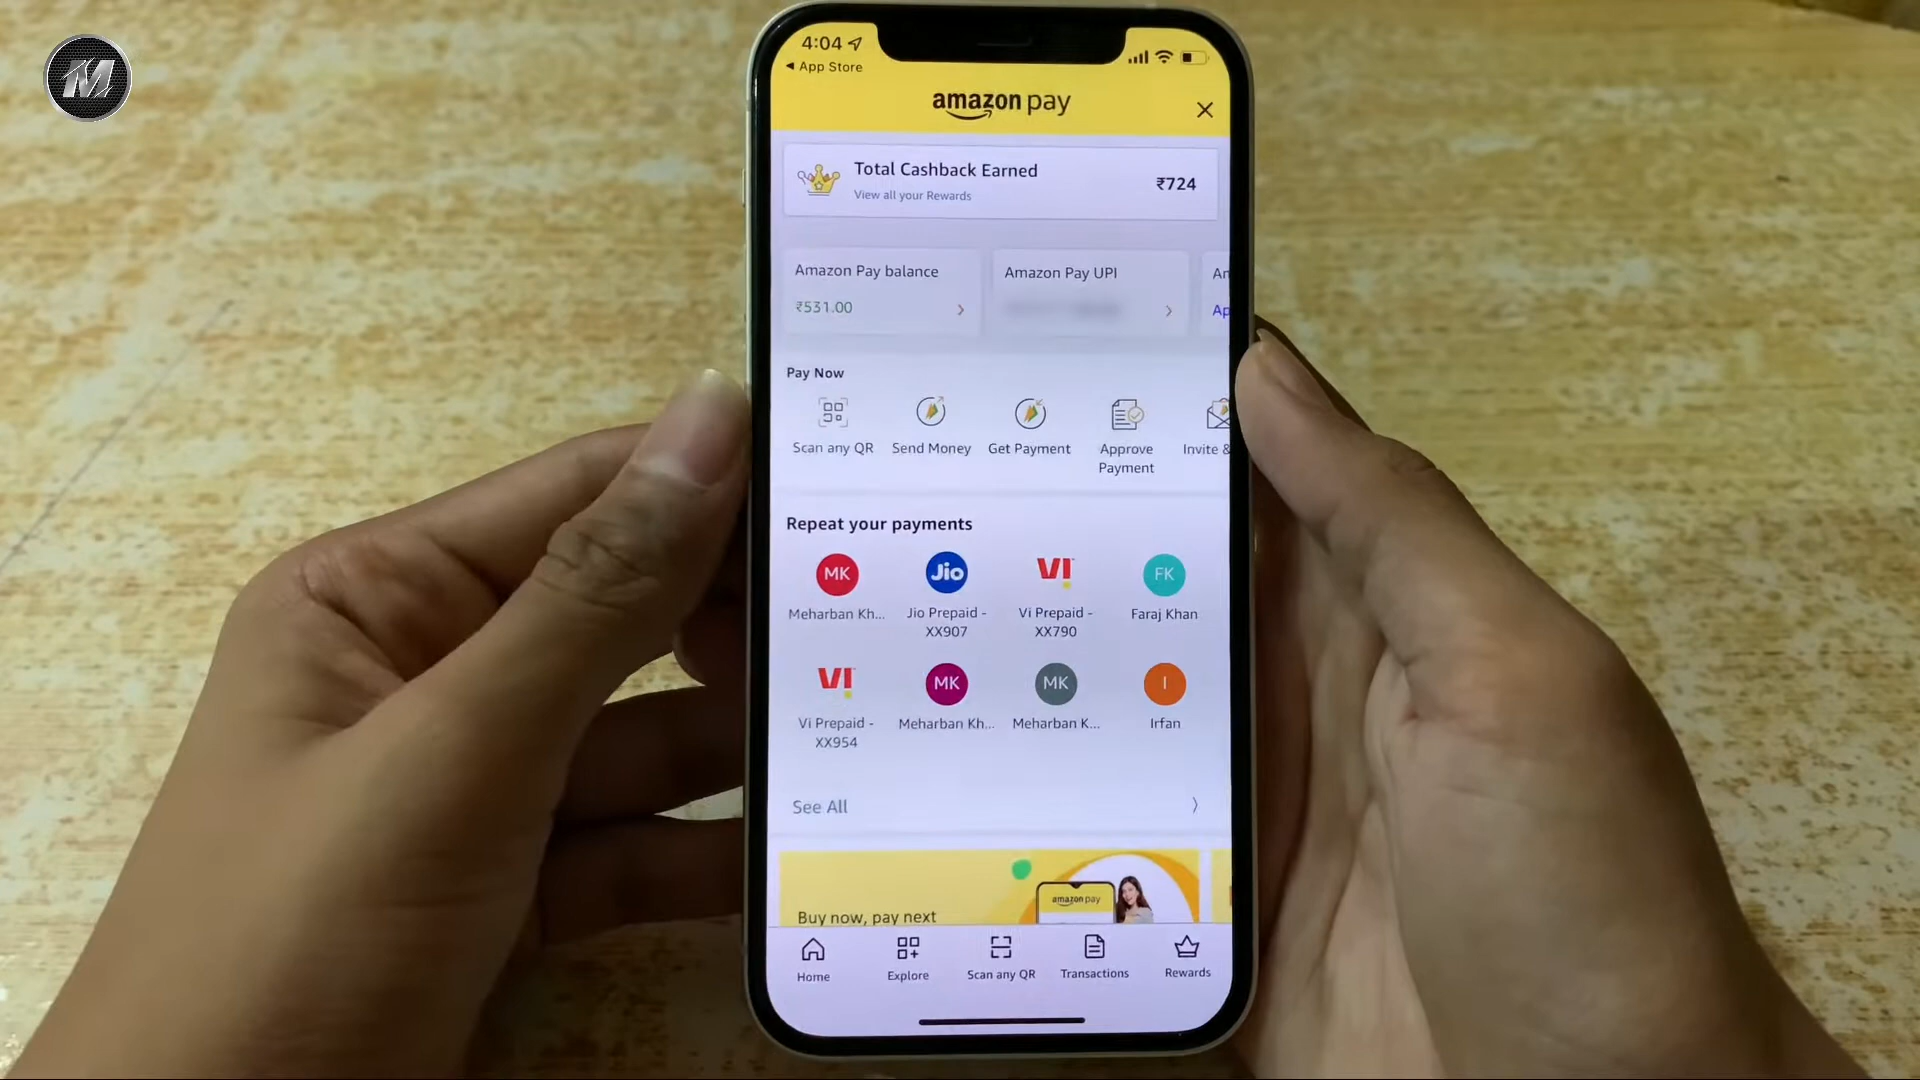 M
4:04
App Store
amazon pay
Total Cashback Earned
View all your Rewards
₹724
Amazon Pay balance
₹531.00
Amazon Pay UPI
An
Ap
Pay Now
Scan any QR
Send Money
Get Payment
Approve
Payment
Invite &
Repeat your payments
MK
Meharban Kh...
Jio
Jio Prepaid -
XX907
VI
Vi Prepaid -
XX790
FK
Faraj Khan
VI
Vi Prepaid -
XX954
MK
Meharban Kh...
MK
Meharban K...
I
Irfan
See All
Buy now, pay next
amazon pay
Home
Explore
Scan any QR
Transactions
Rewards